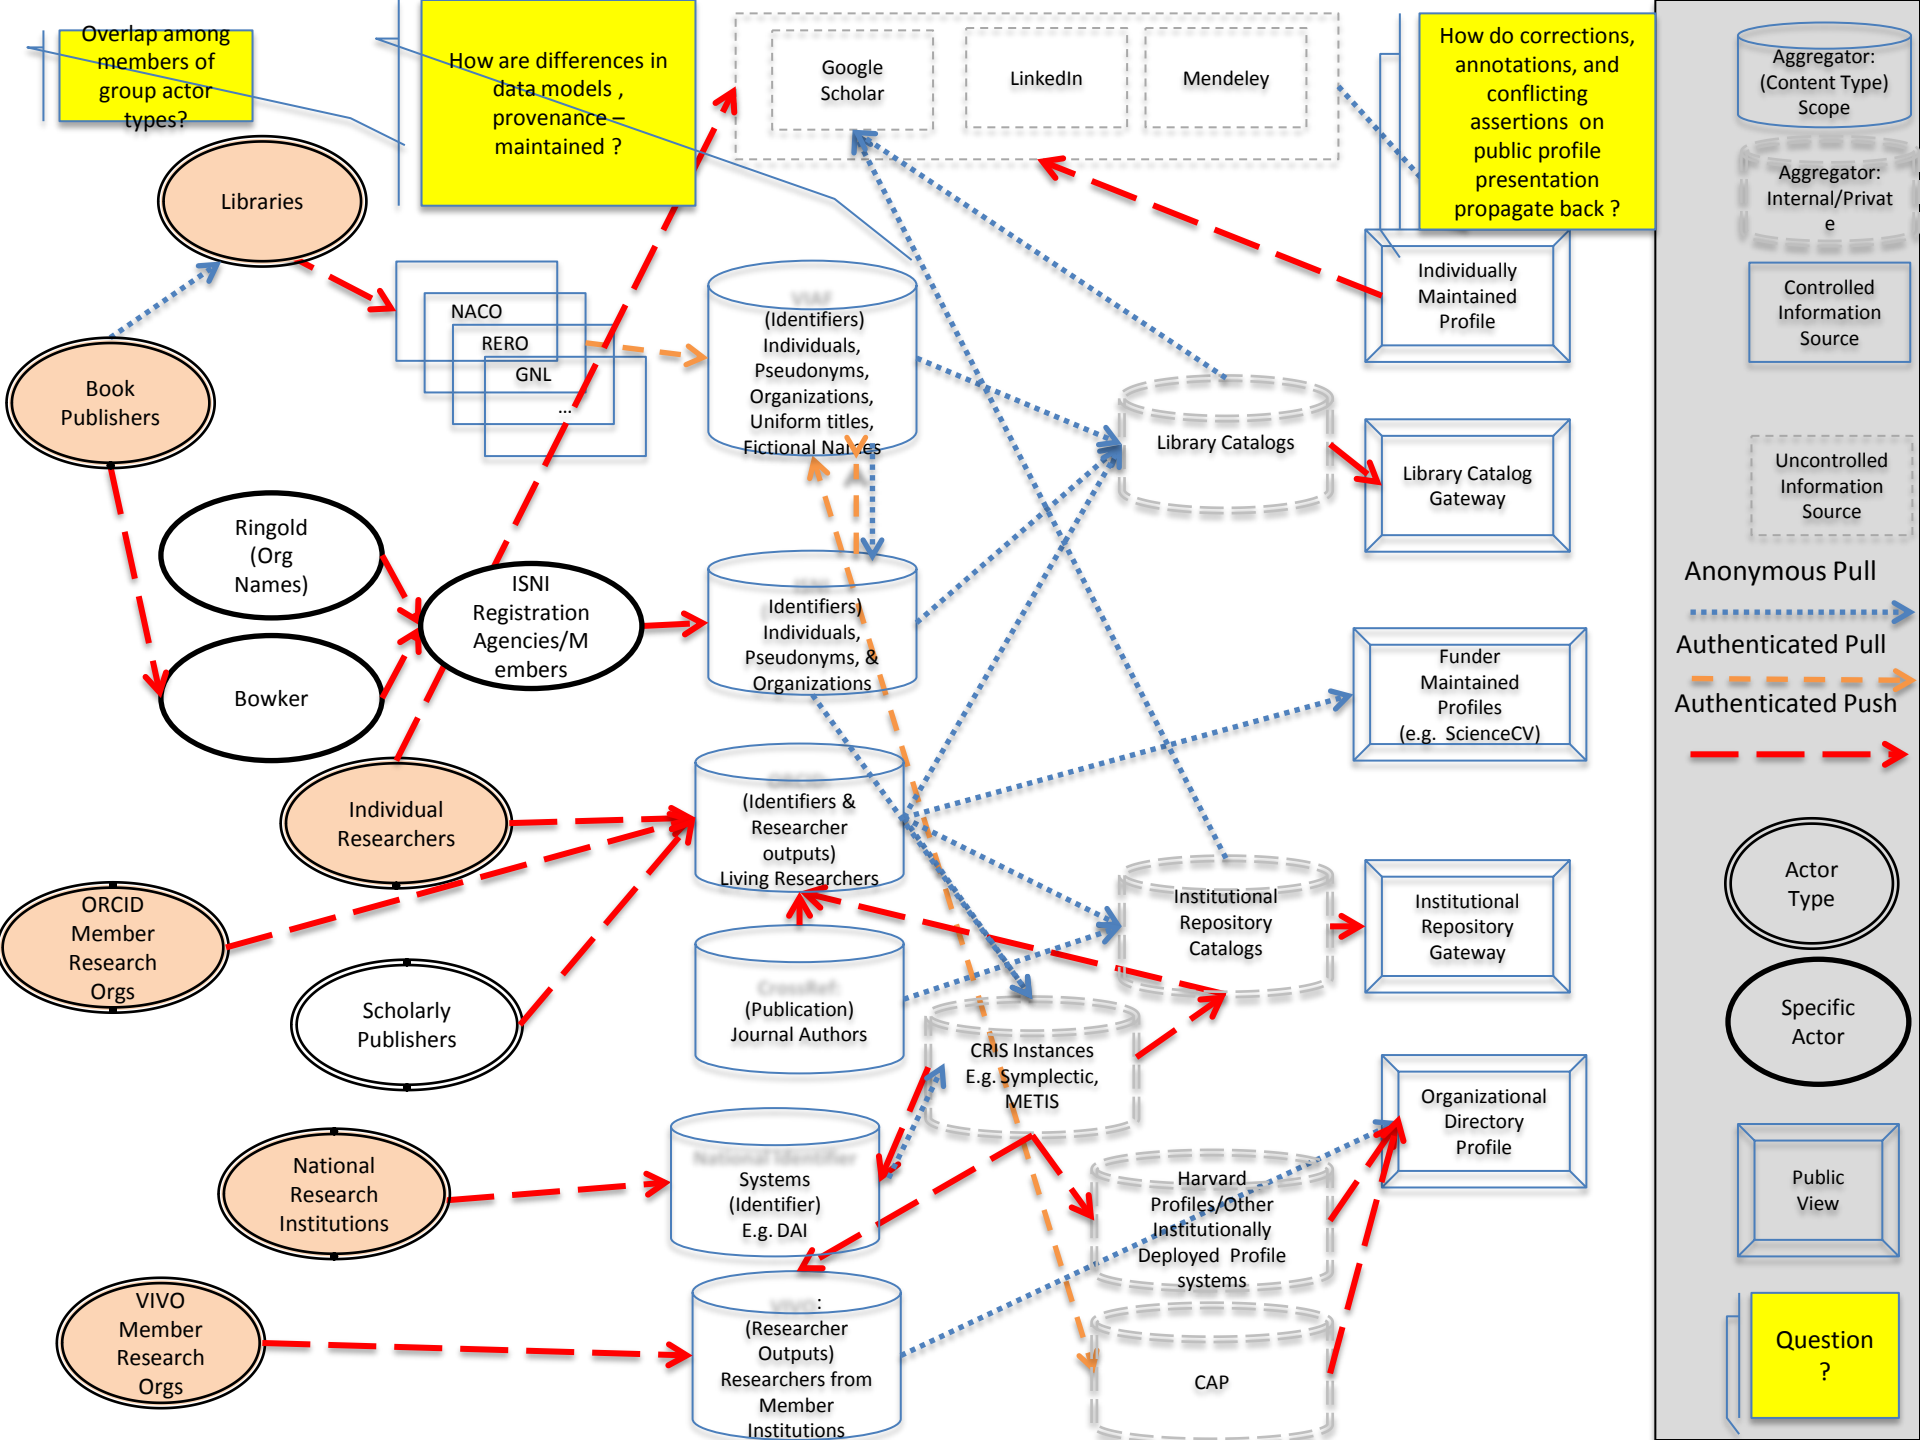 Overlap among
members of
group actor
types?
How are differences in
data models ,
provenance –
maintained ?
Google
Scholar
LinkedIn
Mendeley
How do corrections,
annotations, and
conflicting
assertions on
public profile
presentation
propagate back ?
Libraries
Book
Publishers
NACO
RERO
GNL
...
VIAF
(Identifiers)
Individuals,
Pseudonyms,
Organizations,
Uniform titles,
Fictional Names
Individually
Maintained
Profile
Library Catalogs
Library Catalog
Gateway
Ringold
(Org
Names)
Bowker
ISNI
Registration
Agencies/M
embers
ISNI
Identifiers)
Individuals,
Pseudonyms, &
Organizations
Funder
Maintained
Profiles
(e.g. ScienceCV)
Individual
Researchers
ORCID
Member
Research
Orgs
Scholarly
Publishers
ORCID:
(Identifiers &
Researcher
outputs)
Living Researchers
CrossRef:
(Publication)
Journal Authors
Institutional
Repository
Catalogs
Institutional
Repository
Gateway
CRIS Instances
E.g. Symplectic,
METIS
Organizational
Directory
Profile
National
Research
Institutions
National Identifier
Systems
(Identifier)
E.g. DAI
Harvard
Profiles/Other
Institutionally
Deployed Profile
systems
VIVO
Member
Research
Orgs
VIVO:
(Researcher
Outputs)
Researchers from
Member
Institutions
CAP
Aggregator:
(Content Type)
Scope
Aggregator:
Internal/Privat
e
Controlled
Information
Source
Uncontrolled
Information
Source
Anonymous Pull
Authenticated Pull
Authenticated Push
Actor
Type
Specific
Actor
Public
View
Question
?